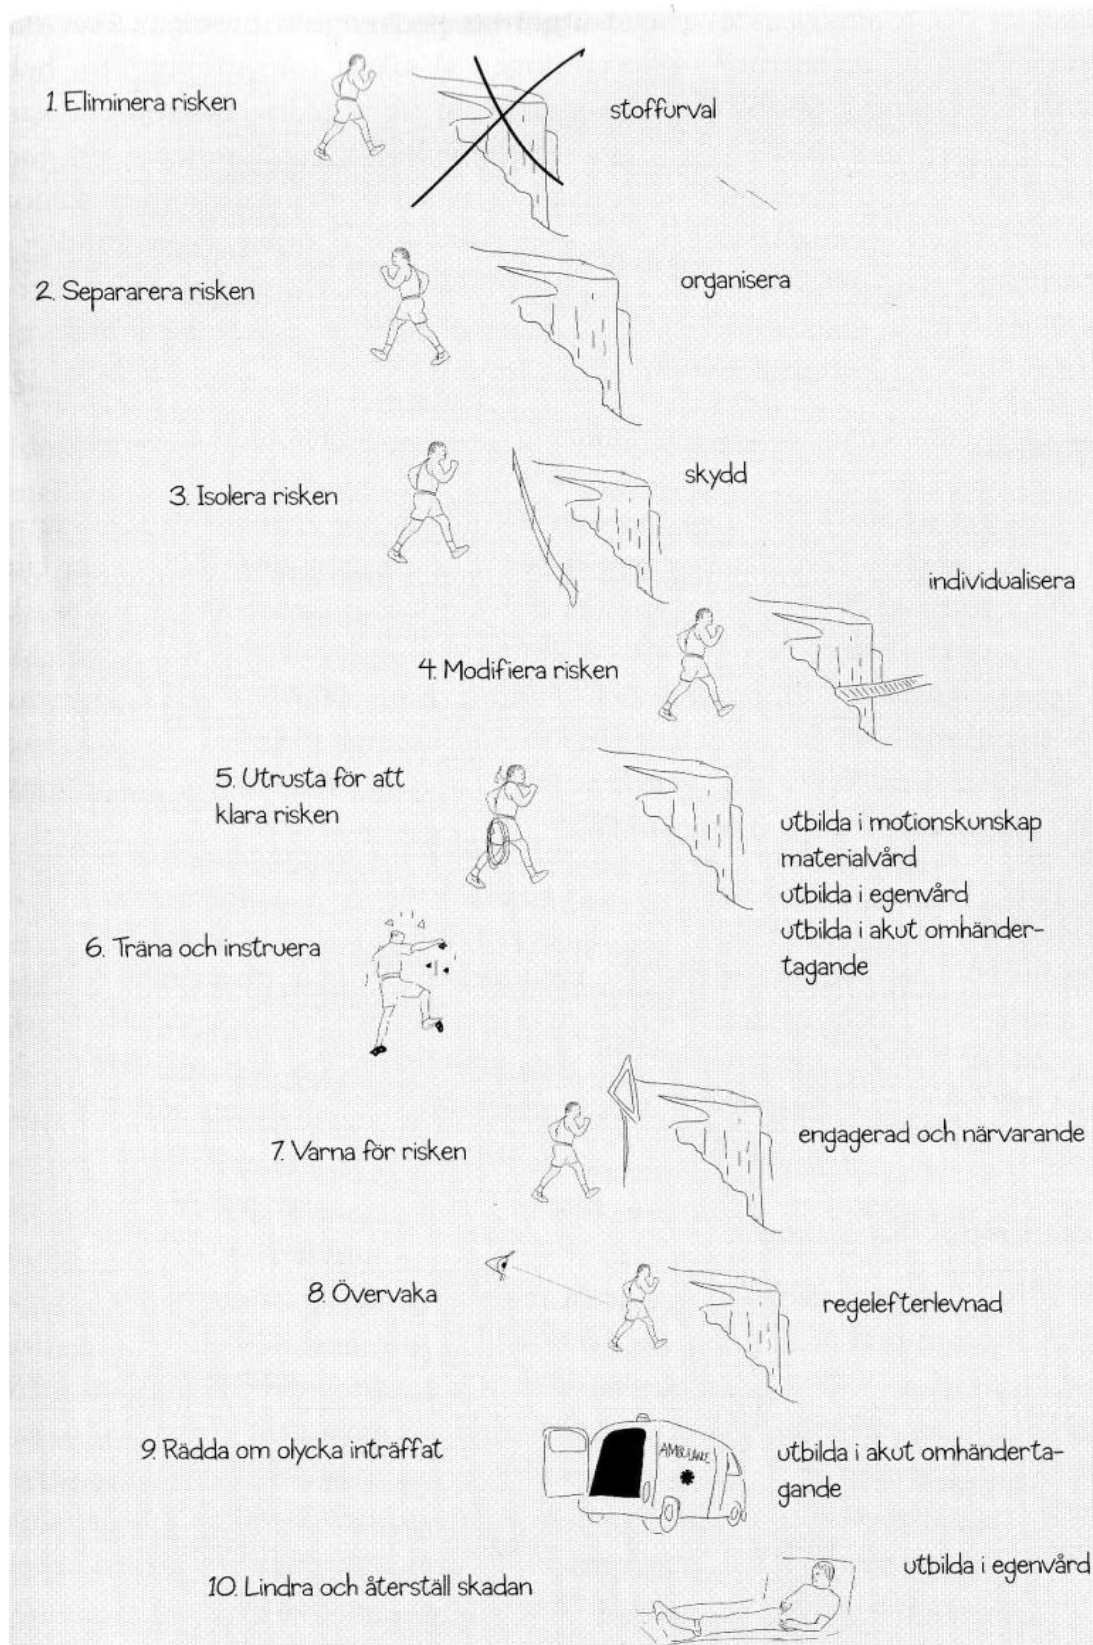 1. Eliminera risken
stoffurval
2. Separarera risken
organisera
3. Isolera risken
skydd
individualisera
4. Modifiera risken
5. Utrusta för att
klara risken
utbilda i motionskunskap
materialvård
utbilda i egenvård
utbilda i akut omhänder-
tagande
6. Träna och instruera
7. Varna för risken
engagerad och närvarande
8. Övervaka
regelefterlevnad
9. Rädda om olycka inträffat
AMBULANS
utbilda i akut omhänderta-
gande
10. Lindra och återställ skadan
utbilda i egenvård